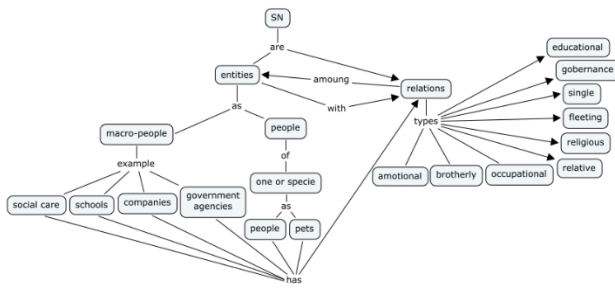 SN
are
entities
amoung
relations
with
as
types
macro-people
people
example
of
social care
schools
companies
government
agencies
one or specie
as
people
pets
has
educational
gobernance
single
fleeting
religious
relative
amotional
brotherly
occupational